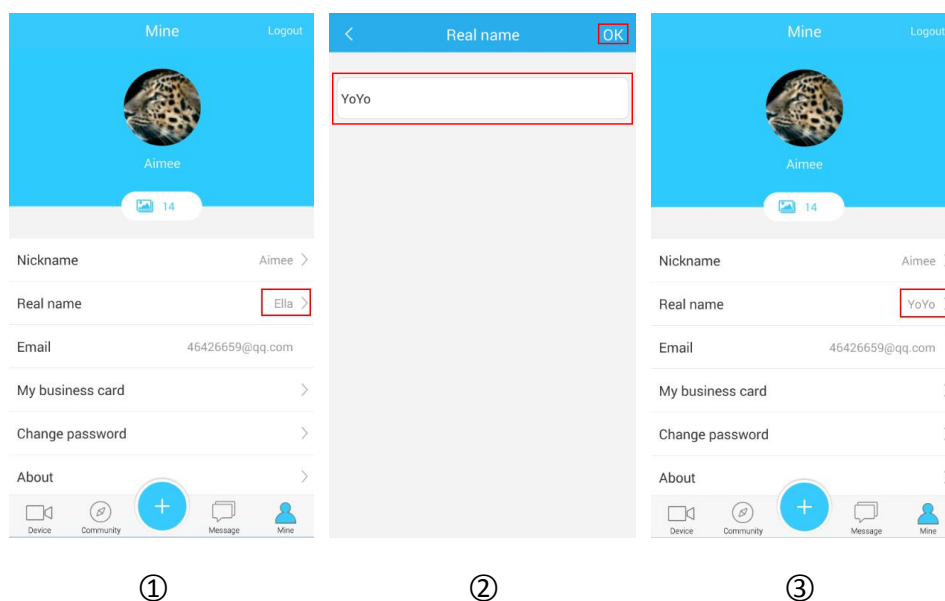 Mine Logout
Aimee
14
Nickname Aimee
Real name Ella
Email 46426659@qq.com
My business card
Change password
About
Device Community + Message Mine
①
Real name OK
YoYo
②
Mine Logout
Aimee
14
Nickname Aimee
Real name YoYo
Email 46426659@qq.com
My business card
Change password
About
Device Community + Message Mine
③